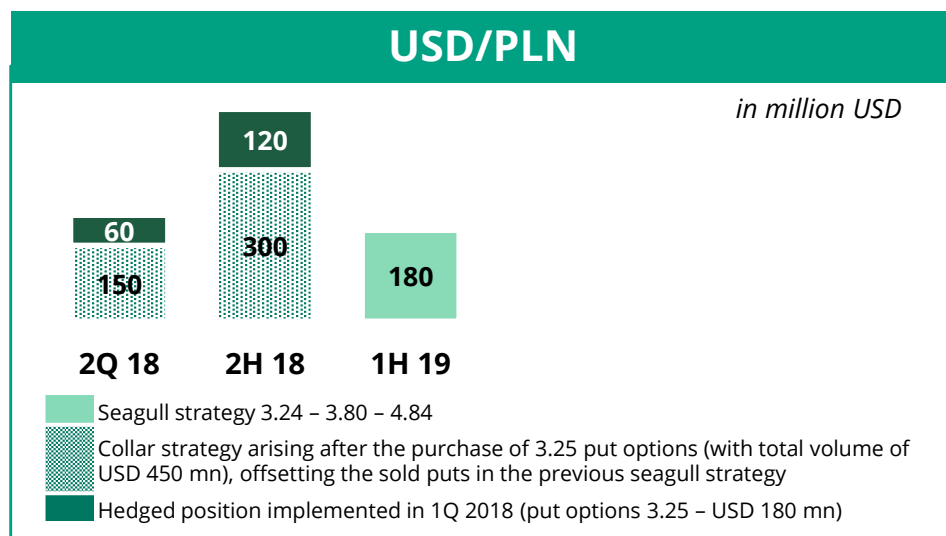 USD/PLN
in million USD
120
60
300
150
180
2Q 18
2H 18
1H 19
Seagull strategy 3.24 – 3.80 – 4.84
Collar strategy arising after the purchase of 3.25 put options (with total volume of
USD 450 mn), offsetting the sold puts in the previous seagull strategy
Hedged position implemented in 1Q 2018 (put options 3.25 – USD 180 mn)